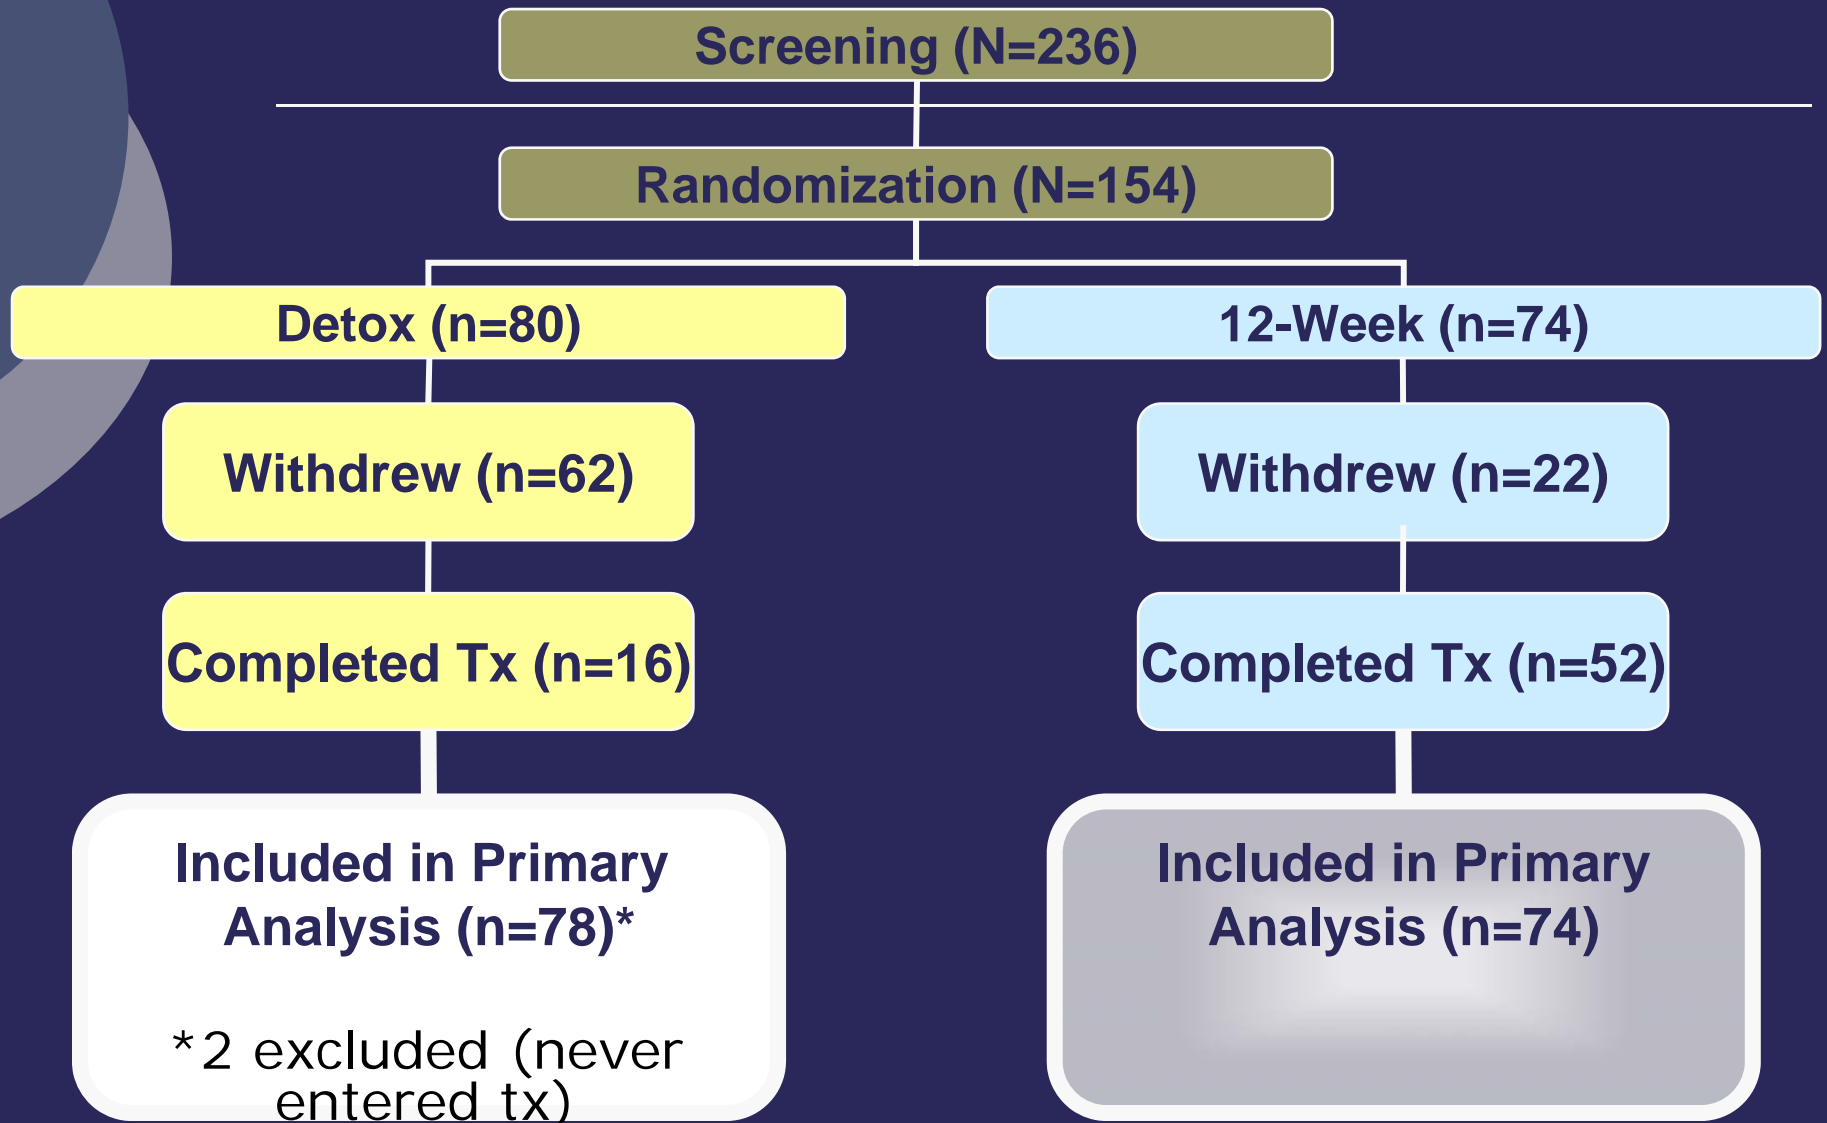 Screening (N=236)
Randomization (N=154)
Detox (n=80)
12-Week (n=74)
Withdrew (n=62)
Withdrew (n=22)
Completed Tx (n=16)
Completed Tx (n=52)
Included in Primary
Analysis (n=78)*
*2 excluded (never
entered tx)
Included in Primary
Analysis (n=74)